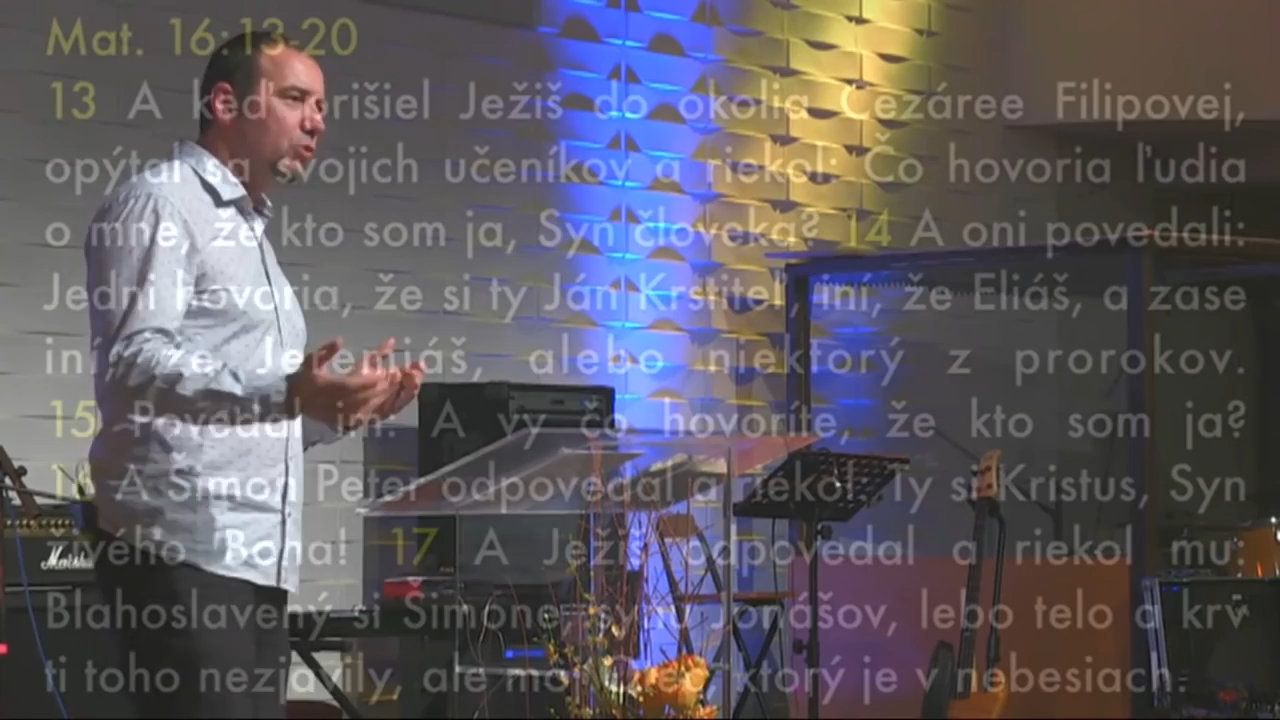 Mat. 16:13-20
13 A keď prišiel Ježiš do okolia Cezáree Filipovej,
opýtal sa svojich učeníkov a riekol: Čo hovoria ľudia
o mne, že kto som ja, Syn človeka? 14 A oni povedali:
Jedni hovoria, že si ty Ján Krstiteľ, iní, že Eliáš, a zase
iní, že Jeremiáš, alebo niektorý z prorokov.
15 Povedal im: A vy čo hovoríte, že kto som ja?
16 A Šimon Peter odpovedal a riekol: Ty si Kristus, Syn
živého Boha! 17 A Ježiš odpovedal a riekol mu:
Blahoslavený si Šimone, synu Jonášov, lebo telo a krv
ti toho nezjavily, ale môj Otec, ktorý je v nebesiach.
Marshall